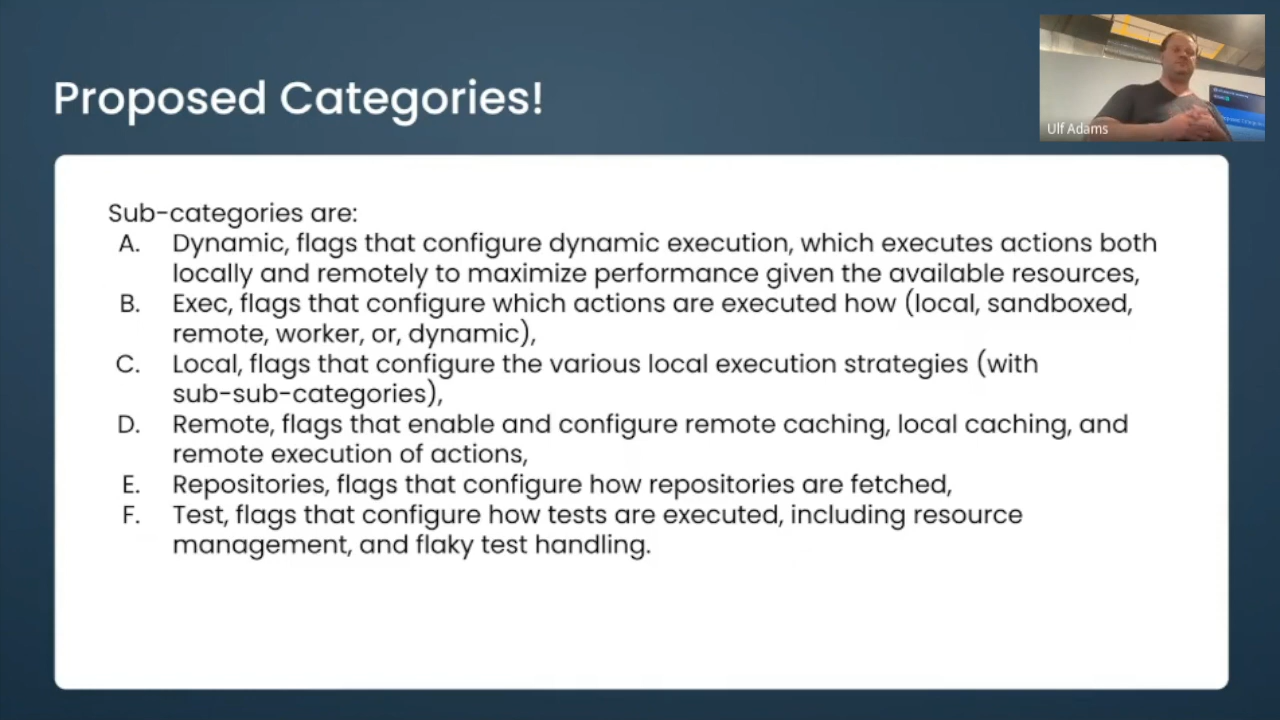 Proposed Categories!
Ulf Adams
Sub-categories are:
A. Dynamic, flags that configure dynamic execution, which executes actions both
locally and remotely to maximize performance given the available resources,
B. Exec, flags that configure which actions are executed how (local, sandboxed,
remote, worker, or, dynamic),
C. Local, flags that configure the various local execution strategies (with
sub-sub-categories),
D. Remote, flags that enable and configure remote caching, local caching, and
remote execution of actions,
E. Repositories, flags that configure how repositories are fetched,
F. Test, flags that configure how tests are executed, including resource
management, and flaky test handling.